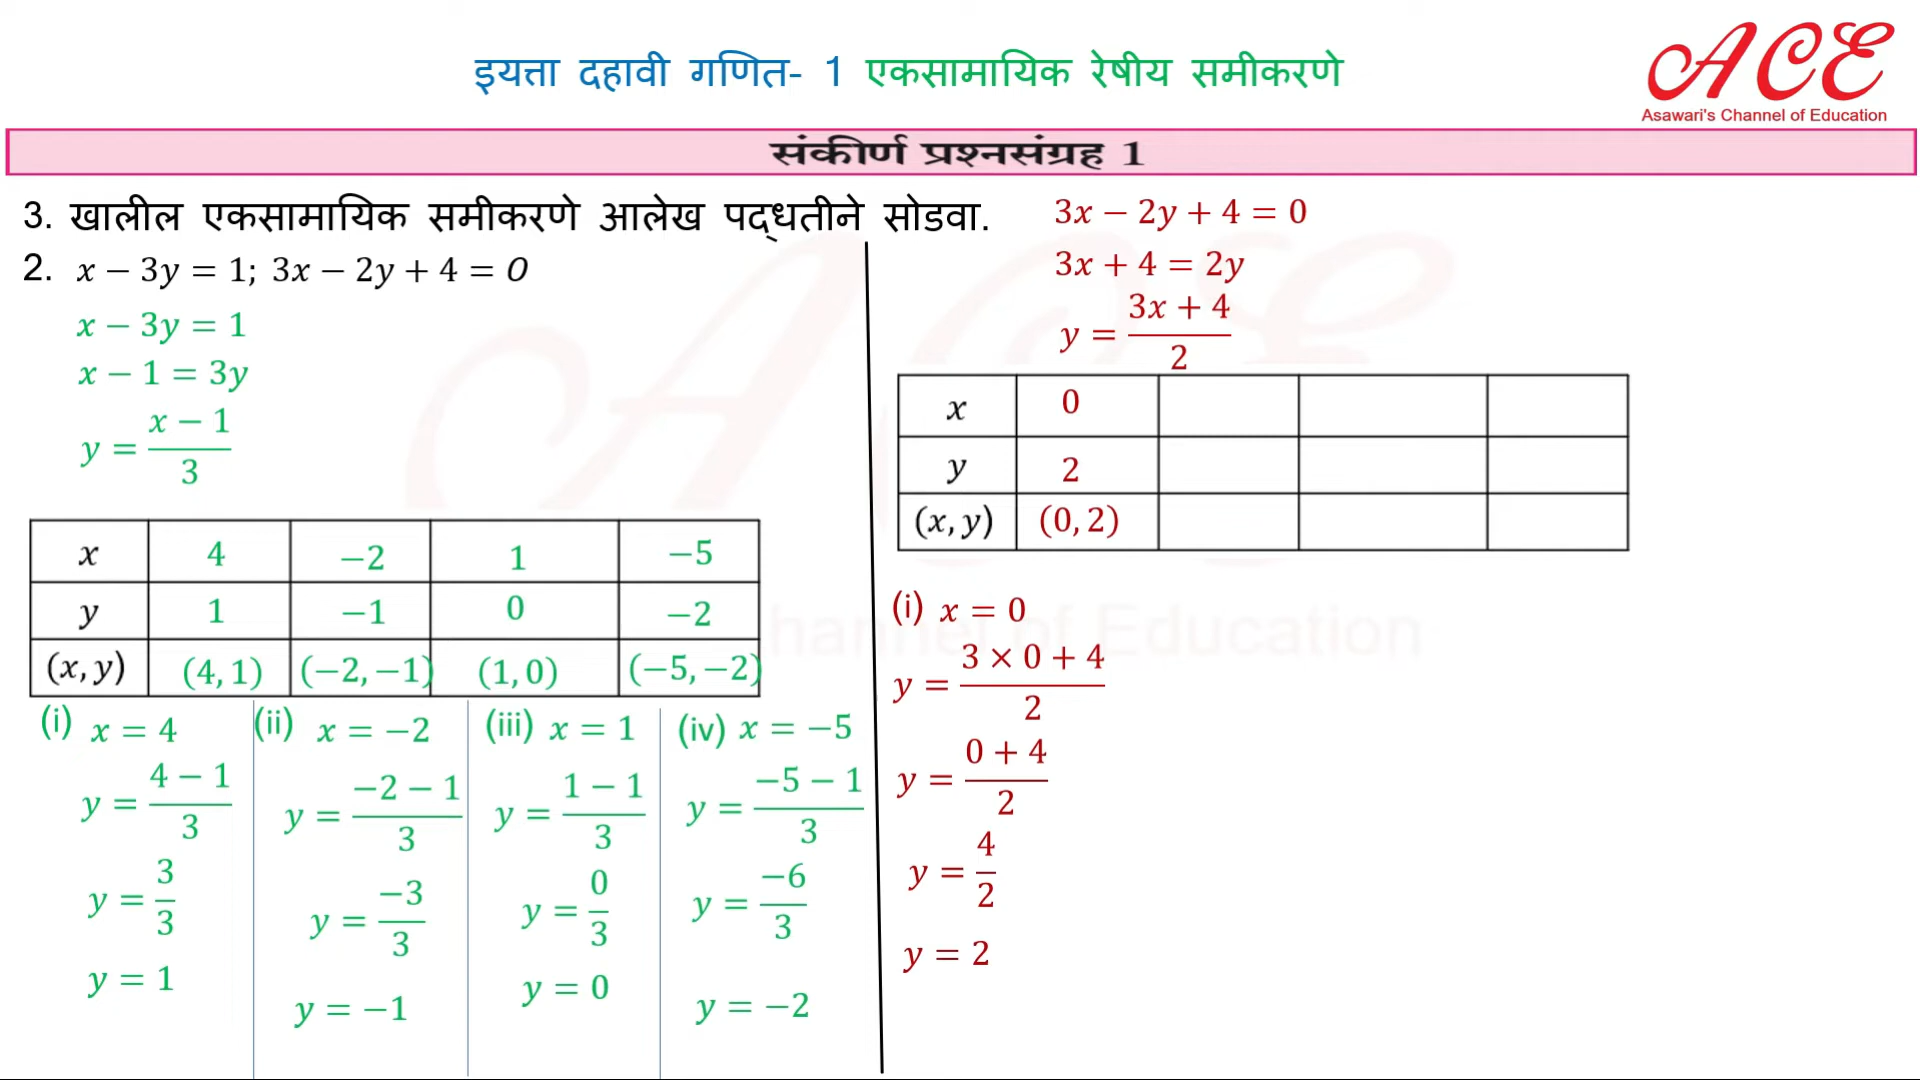 इयत्ता दहावी गणित- 1 एकसामायिक रेषीय समीकरणे
ACE
Asawari's Channel of Education
संकीर्ण प्रश्नसंग्रह 1
3. खालील एकसामायिक समीकरणे आलेख पद्धतीने सोडवा.
2. x − 3y = 1; 3x − 2y + 4 = O
x − 3y = 1
x − 1 = 3y
y = (x − 1)/3
x 4 −2 1 −5
y 1 −1 0 −2
(x, y) (4, 1) (−2, −1) (1, 0) (−5, −2)
(i) x = 4
y = (4 − 1)/3
y = 3/3
y = 1
(ii) x = −2
y = (−2 − 1)/3
y = −3/3
y = −1
(iii) x = 1
y = (1 − 1)/3
y = 0/3
y = 0
(iv) x = −5
y = (−5 − 1)/3
y = −6/3
y = −2
3x − 2y + 4 = 0
3x + 4 = 2y
y = (3x + 4)/2
x 0
y 2
(x, y) (0, 2)
(i) x = 0
y = (3 × 0 + 4)/2
y = (0 + 4)/2
y = 4/2
y = 2